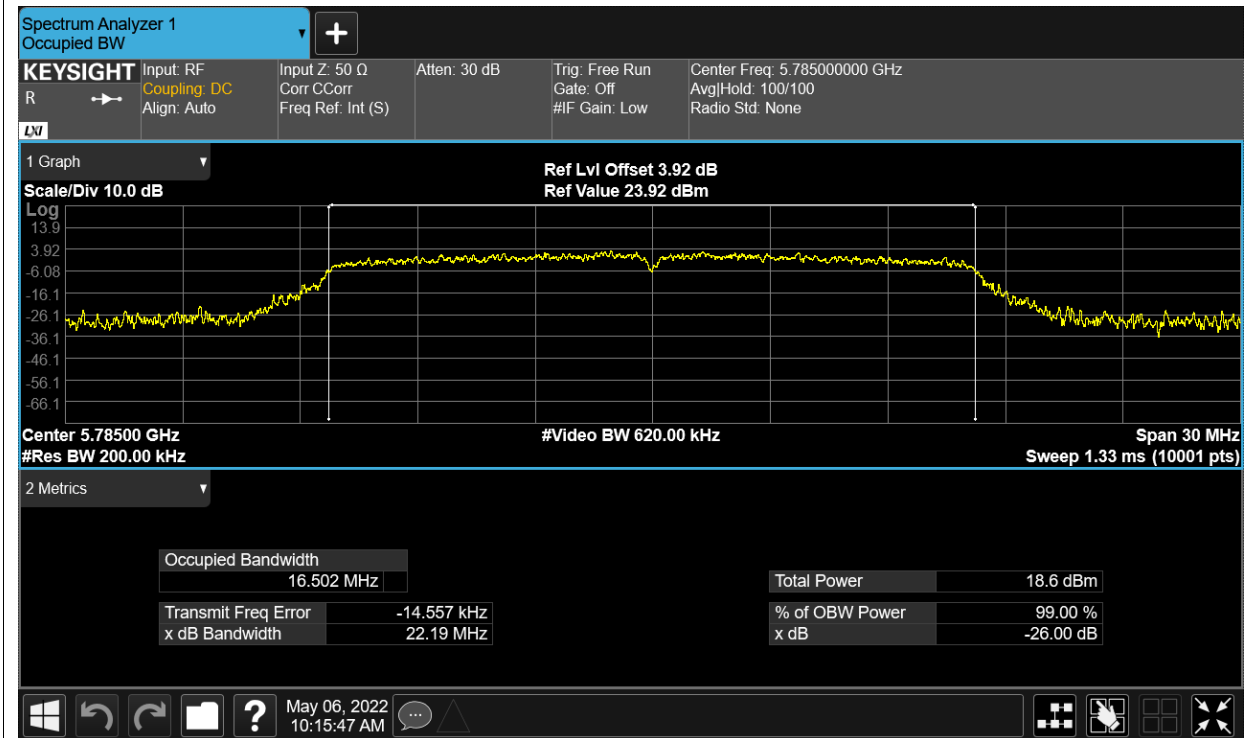 Spectrum Analyzer 1
Occupied BW
KEYSIGHT
R
LXI
Input: RF
Coupling: DC
Align: Auto
Input Z: 50 Ω
Corr CCorr
Freq Ref: Int (S)
Atten: 30 dB
Trig: Free Run
Gate: Off
#IF Gain: Low
Center Freq: 5.785000000 GHz
Avg|Hold: 100/100
Radio Std: None
1 Graph
Scale/Div 10.0 dB
Ref Lvl Offset 3.92 dB
Ref Value 23.92 dBm
Log
13.9
3.92
-6.08
-16.1
-26.1
-36.1
-46.1
-56.1
-66.1
Center 5.78500 GHz
#Video BW 620.00 kHz
Span 30 MHz
#Res BW 200.00 kHz
Sweep 1.33 ms (10001 pts)
2 Metrics
Occupied Bandwidth
16.502 MHz
Total Power 18.6 dBm
Transmit Freq Error -14.557 kHz
% of OBW Power 99.00 %
x dB Bandwidth 22.19 MHz
x dB -26.00 dB
?
May 06, 2022
10:15:47 AM